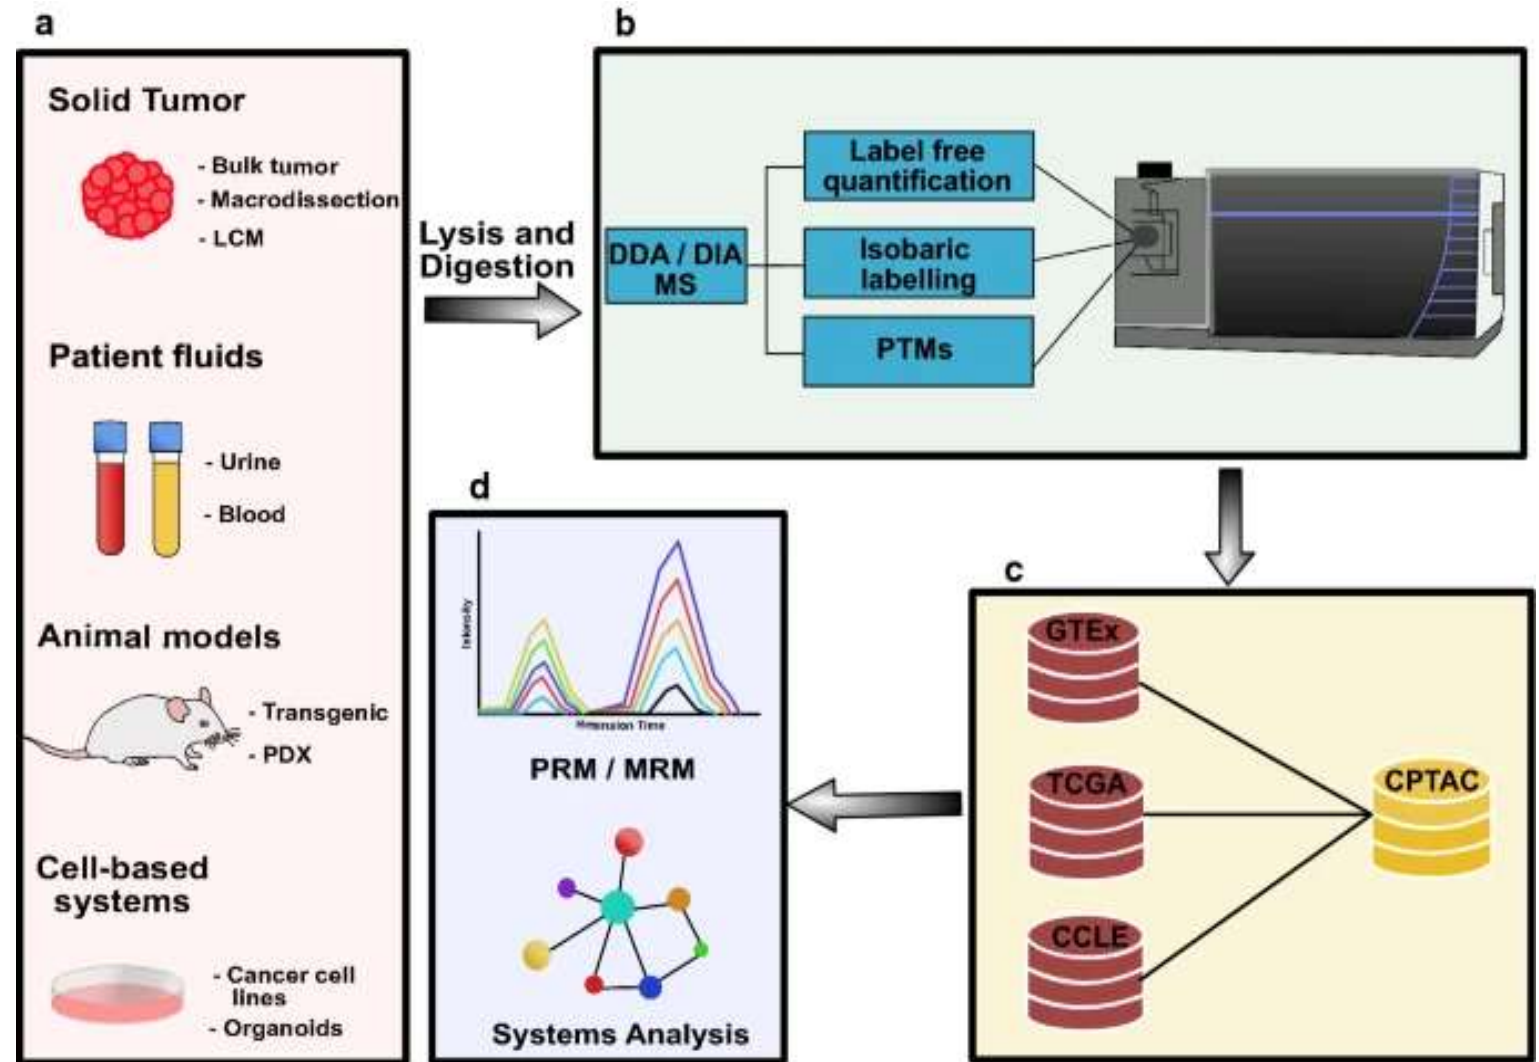 a
Solid Tumor
- Bulk tumor
- Macrodissection
- LCM
Patient fluids
- Urine
- Blood
Animal models
- Transgenic
- PDX
Cell-based
systems
- Cancer cell
lines
- Organoids
Lysis and
Digestion
b
DDA / DIA
MS
Label free
quantification
Isobaric
labelling
PTMs
c
GTEx
TCGA
CCLE
CPTAC
d
Intensity
Time
PRM / MRM
Systems Analysis